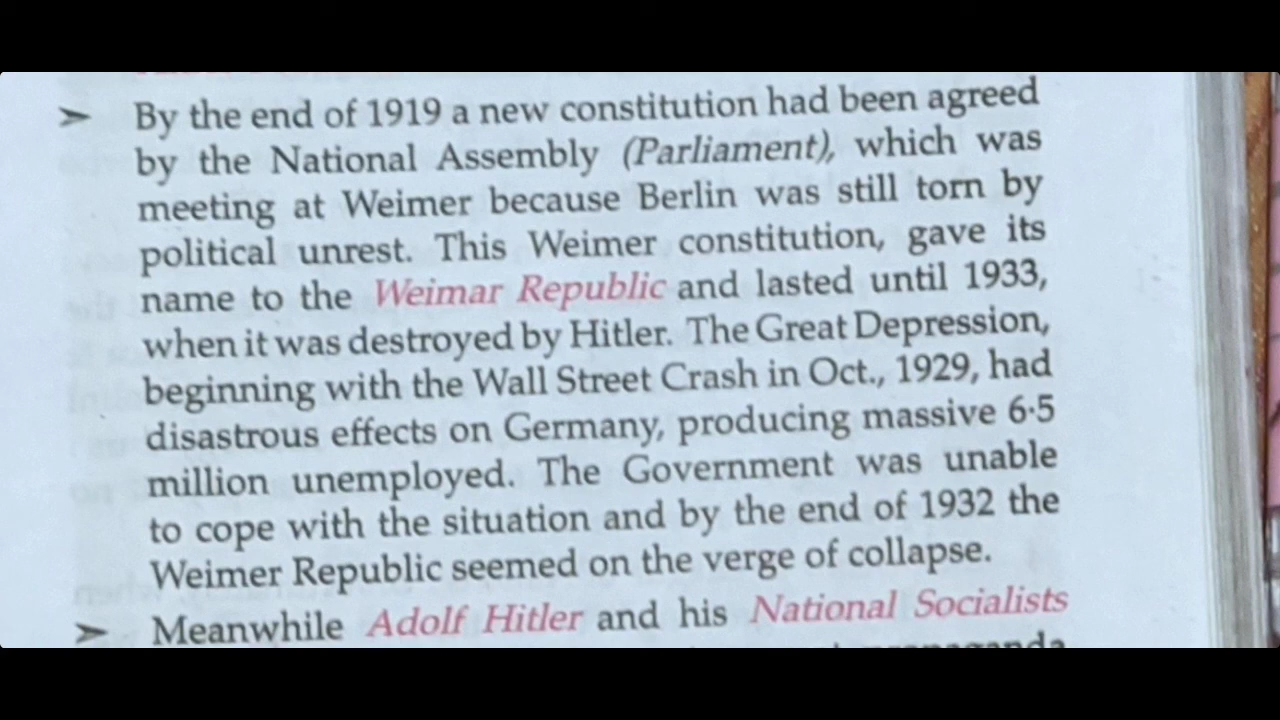 ➤ By the end of 1919 a new constitution had been agreed
by the National Assembly (Parliament), which was
meeting at Weimer because Berlin was still torn by
political unrest. This Weimer constitution, gave its
name to the Weimar Republic and lasted until 1933,
when it was destroyed by Hitler. The Great Depression,
beginning with the Wall Street Crash in Oct., 1929, had
disastrous effects on Germany, producing massive 6·5
million unemployed. The Government was unable
to cope with the situation and by the end of 1932 the
Weimer Republic seemed on the verge of collapse.
➤ Meanwhile Adolf Hitler and his National Socialists
propaganda